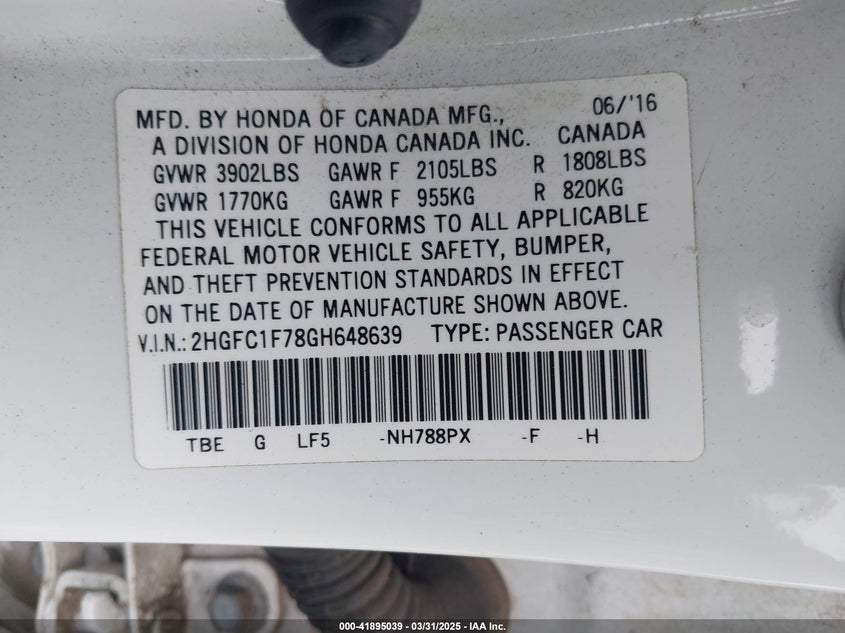 MFD. BY HONDA OF CANADA MFG., 06/'16
A DIVISION OF HONDA CANADA INC. CANADA
GVWR 3902LBS GAWR F 2105LBS R 1808LBS
GVWR 1770KG GAWR F 955KG R 820KG
THIS VEHICLE CONFORMS TO ALL APPLICABLE
FEDERAL MOTOR VEHICLE SAFETY, BUMPER,
AND THEFT PREVENTION STANDARDS IN EFFECT
ON THE DATE OF MANUFACTURE SHOWN ABOVE.
V.I.N.: 2HGFC1F78GH648639 TYPE: PASSENGER CAR
TBE G LF5 -NH788PX -F -H
000-41895039 - 03/31/2025 - IAA Inc.